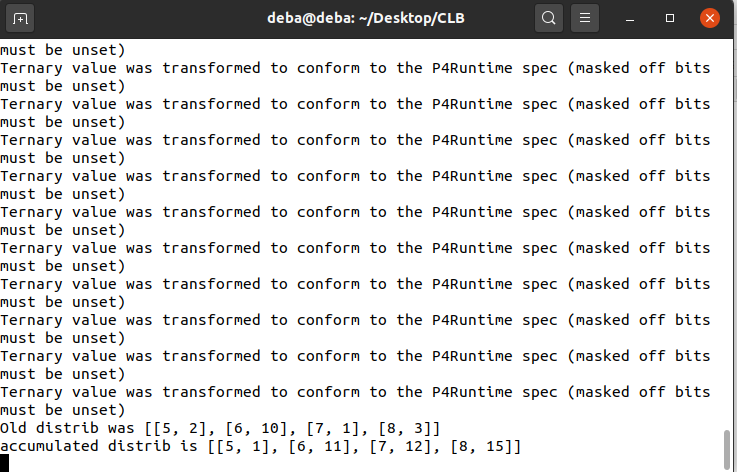 deba@deba: ~/Desktop/CLB
must be unset)
Ternary value was transformed to conform to the P4Runtime spec (masked off bits
must be unset)
Ternary value was transformed to conform to the P4Runtime spec (masked off bits
must be unset)
Ternary value was transformed to conform to the P4Runtime spec (masked off bits
must be unset)
Ternary value was transformed to conform to the P4Runtime spec (masked off bits
must be unset)
Ternary value was transformed to conform to the P4Runtime spec (masked off bits
must be unset)
Ternary value was transformed to conform to the P4Runtime spec (masked off bits
must be unset)
Ternary value was transformed to conform to the P4Runtime spec (masked off bits
must be unset)
Ternary value was transformed to conform to the P4Runtime spec (masked off bits
must be unset)
Ternary value was transformed to conform to the P4Runtime spec (masked off bits
must be unset)
Ternary value was transformed to conform to the P4Runtime spec (masked off bits
must be unset)
Old distrib was [[5, 2], [6, 10], [7, 1], [8, 3]]
accumulated distrib is [[5, 1], [6, 11], [7, 12], [8, 15]]